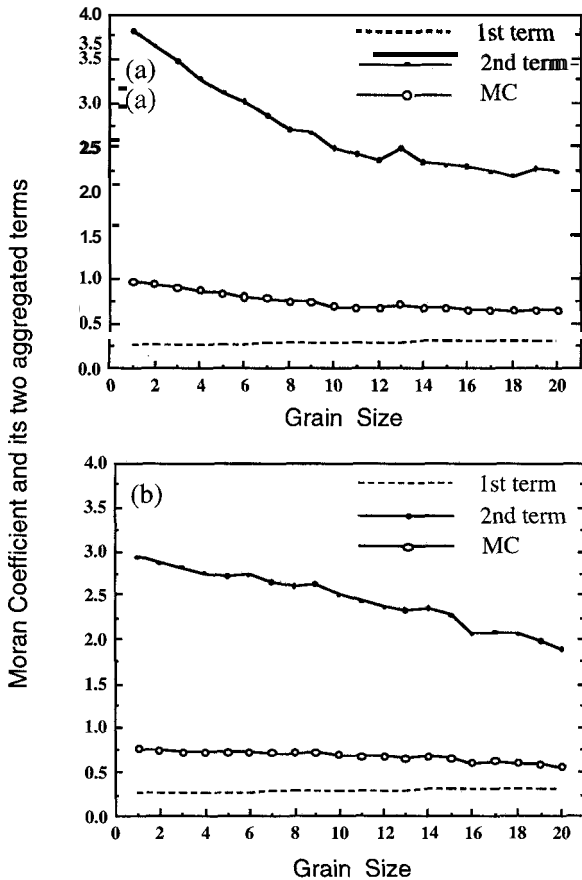 Moran Coefficient and its two aggregated terms
4.0
3.5
3.0
25
2.0
1.5
1.0
0.5
0.0
(a)
(a)
1st term
2nd term
MC
0 2 4 6 8 10 12 14 16 18 20
Grain Size
4.0
3.5
3.0
2.5
2.0
1.5
1.0
0.5
0.0
(b)
1st term
2nd term
MC
0 2 4 6 8 10 12 14 16 18 20
Grain Size